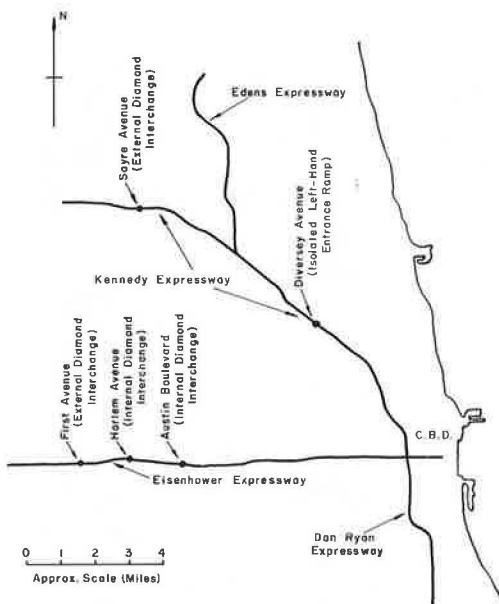 N
Sayre Avenue
(External Diamond
Interchange)
Edens Expressway
Diversey Avenue
(Isolated Left-Hand
Entrance Ramp)
Kennedy Expressway
First Avenue
(External Diamond
Interchange)
Harlem Avenue
(Internal Diamond
Interchange)
Austin Boulevard
(Internal Diamond
Interchange)
C.B.D.
Eisenhower Expressway
Dan Ryan
Expressway
0 1 2 3 4
Approx. Scale (Miles)